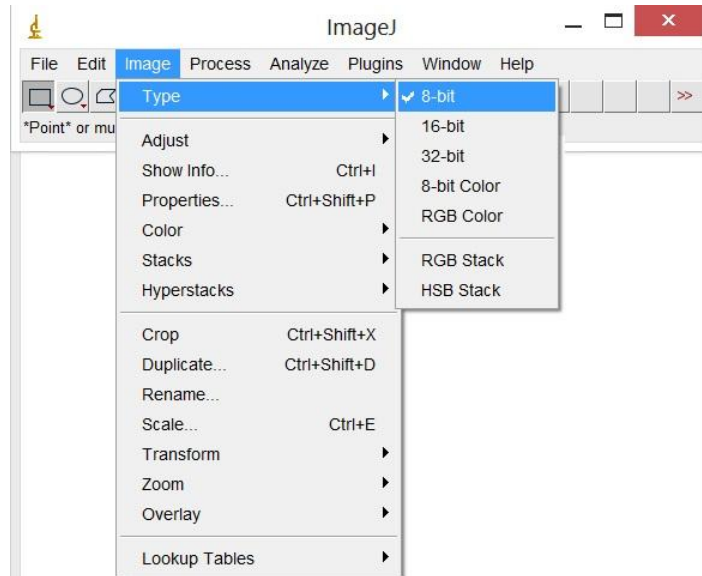 ImageJ
File Edit Image Process Analyze Plugins Window Help
>>
*Point* or mu
Type
Adjust
Show Info... Ctrl+I
Properties... Ctrl+Shift+P
Color
Stacks
Hyperstacks
Crop Ctrl+Shift+X
Duplicate... Ctrl+Shift+D
Rename...
Scale... Ctrl+E
Transform
Zoom
Overlay
Lookup Tables
8-bit
16-bit
32-bit
8-bit Color
RGB Color
RGB Stack
HSB Stack